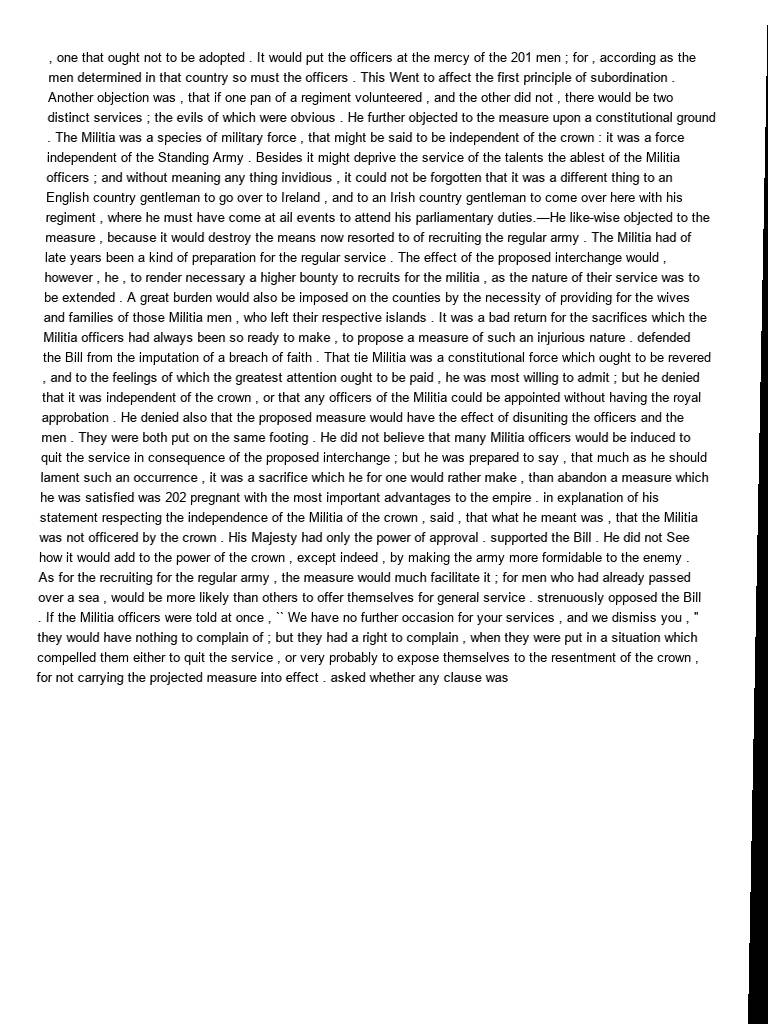 , one that ought not to be adopted . It would put the officers at the mercy of the 201 men ; for , according as the
men determined in that country so must the officers . This Went to affect the first principle of subordination .
Another objection was , that if one pan of a regiment volunteered , and the other did not , there would be two
distinct services ; the evils of which were obvious . He further objected to the measure upon a constitutional ground
. The Militia was a species of military force , that might be said to be independent of the crown : it was a force
independent of the Standing Army . Besides it might deprive the service of the talents the ablest of the Militia
officers ; and without meaning any thing invidious , it could not be forgotten that it was a different thing to an
English country gentleman to go over to Ireland , and to an Irish country gentleman to come over here with his
regiment , where he must have come at ail events to attend his parliamentary duties.—He like-wise objected to the
measure , because it would destroy the means now resorted to of recruiting the regular army . The Militia had of
late years been a kind of preparation for the regular service . The effect of the proposed interchange would ,
however , he , to render necessary a higher bounty to recruits for the militia , as the nature of their service was to
be extended . A great burden would also be imposed on the counties by the necessity of providing for the wives
and families of those Militia men , who left their respective islands . It was a bad return for the sacrifices which the
Militia officers had always been so ready to make , to propose a measure of such an injurious nature . defended
the Bill from the imputation of a breach of faith . That tie Militia was a constitutional force which ought to be revered
, and to the feelings of which the greatest attention ought to be paid , he was most willing to admit ; but he denied
that it was independent of the crown , or that any officers of the Militia could be appointed without having the royal
approbation . He denied also that the proposed measure would have the effect of disuniting the officers and the
men . They were both put on the same footing . He did not believe that many Militia officers would be induced to
quit the service in consequence of the proposed interchange ; but he was prepared to say , that much as he should
lament such an occurrence , it was a sacrifice which he for one would rather make , than abandon a measure which
he was satisfied was 202 pregnant with the most important advantages to the empire . in explanation of his
statement respecting the independence of the Militia of the crown , said , that what he meant was , that the Militia
was not officered by the crown . His Majesty had only the power of approval . supported the Bill . He did not See
how it would add to the power of the crown , except indeed , by making the army more formidable to the enemy .
As for the recruiting for the regular army , the measure would much facilitate it ; for men who had already passed
over a sea , would be more likely than others to offer themselves for general service . strenuously opposed the Bill
. If the Militia officers were told at once , `` We have no further occasion for your services , and we dismiss you , "
they would have nothing to complain of ; but they had a right to complain , when they were put in a situation which
compelled them either to quit the service , or very probably to expose themselves to the resentment of the crown ,
for not carrying the projected measure into effect . asked whether any clause was